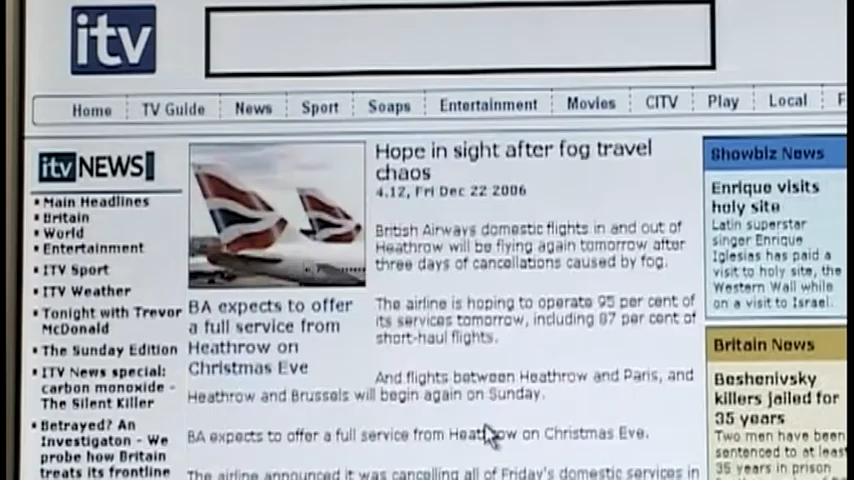 itv
Home
TV Guide
News
Sport
Soaps
Entertainment
Movies
CITV
Play
Local
itv NEWS
Main Headlines
Britain
World
Entertainment
ITV Sport
ITV Weather
Tonight with Trevor
McDonald
The Sunday Edition
ITV News special:
carbon monoxide -
The Silent Killer
Betrayed? An
Investigaton - We
probe how Britain
treats its frontline
BA expects to offer
a full service from
Heathrow on
Christmas Eve
Hope in sight after fog travel
chaos
4.12, Fri Dec 22 2006
British Airways domestic flights in and out of
Heathrow will be flying again tomorrow after
three days of cancellations caused by fog.
The airline is hoping to operate 95 per cent of
its services tomorrow, including 87 per cent of
short-haul flights.
And flights between Heathrow and Paris, and
Heathrow and Brussels will begin again on Sunday.
BA expects to offer a full service from Heathrow on Christmas Eve.
The airline announced it was cancelling all of Friday's domestic services in
Showbiz News
Enrique visits
holy site
Latin superstar
singer Enrique
Iglesias has paid a
visit to holy site, the
Western Wall while
on a visit to Israel.
Britain News
Beshenivsky
killers jailed for
35 years
Two men have been
sentenced to at least
35 years in prison